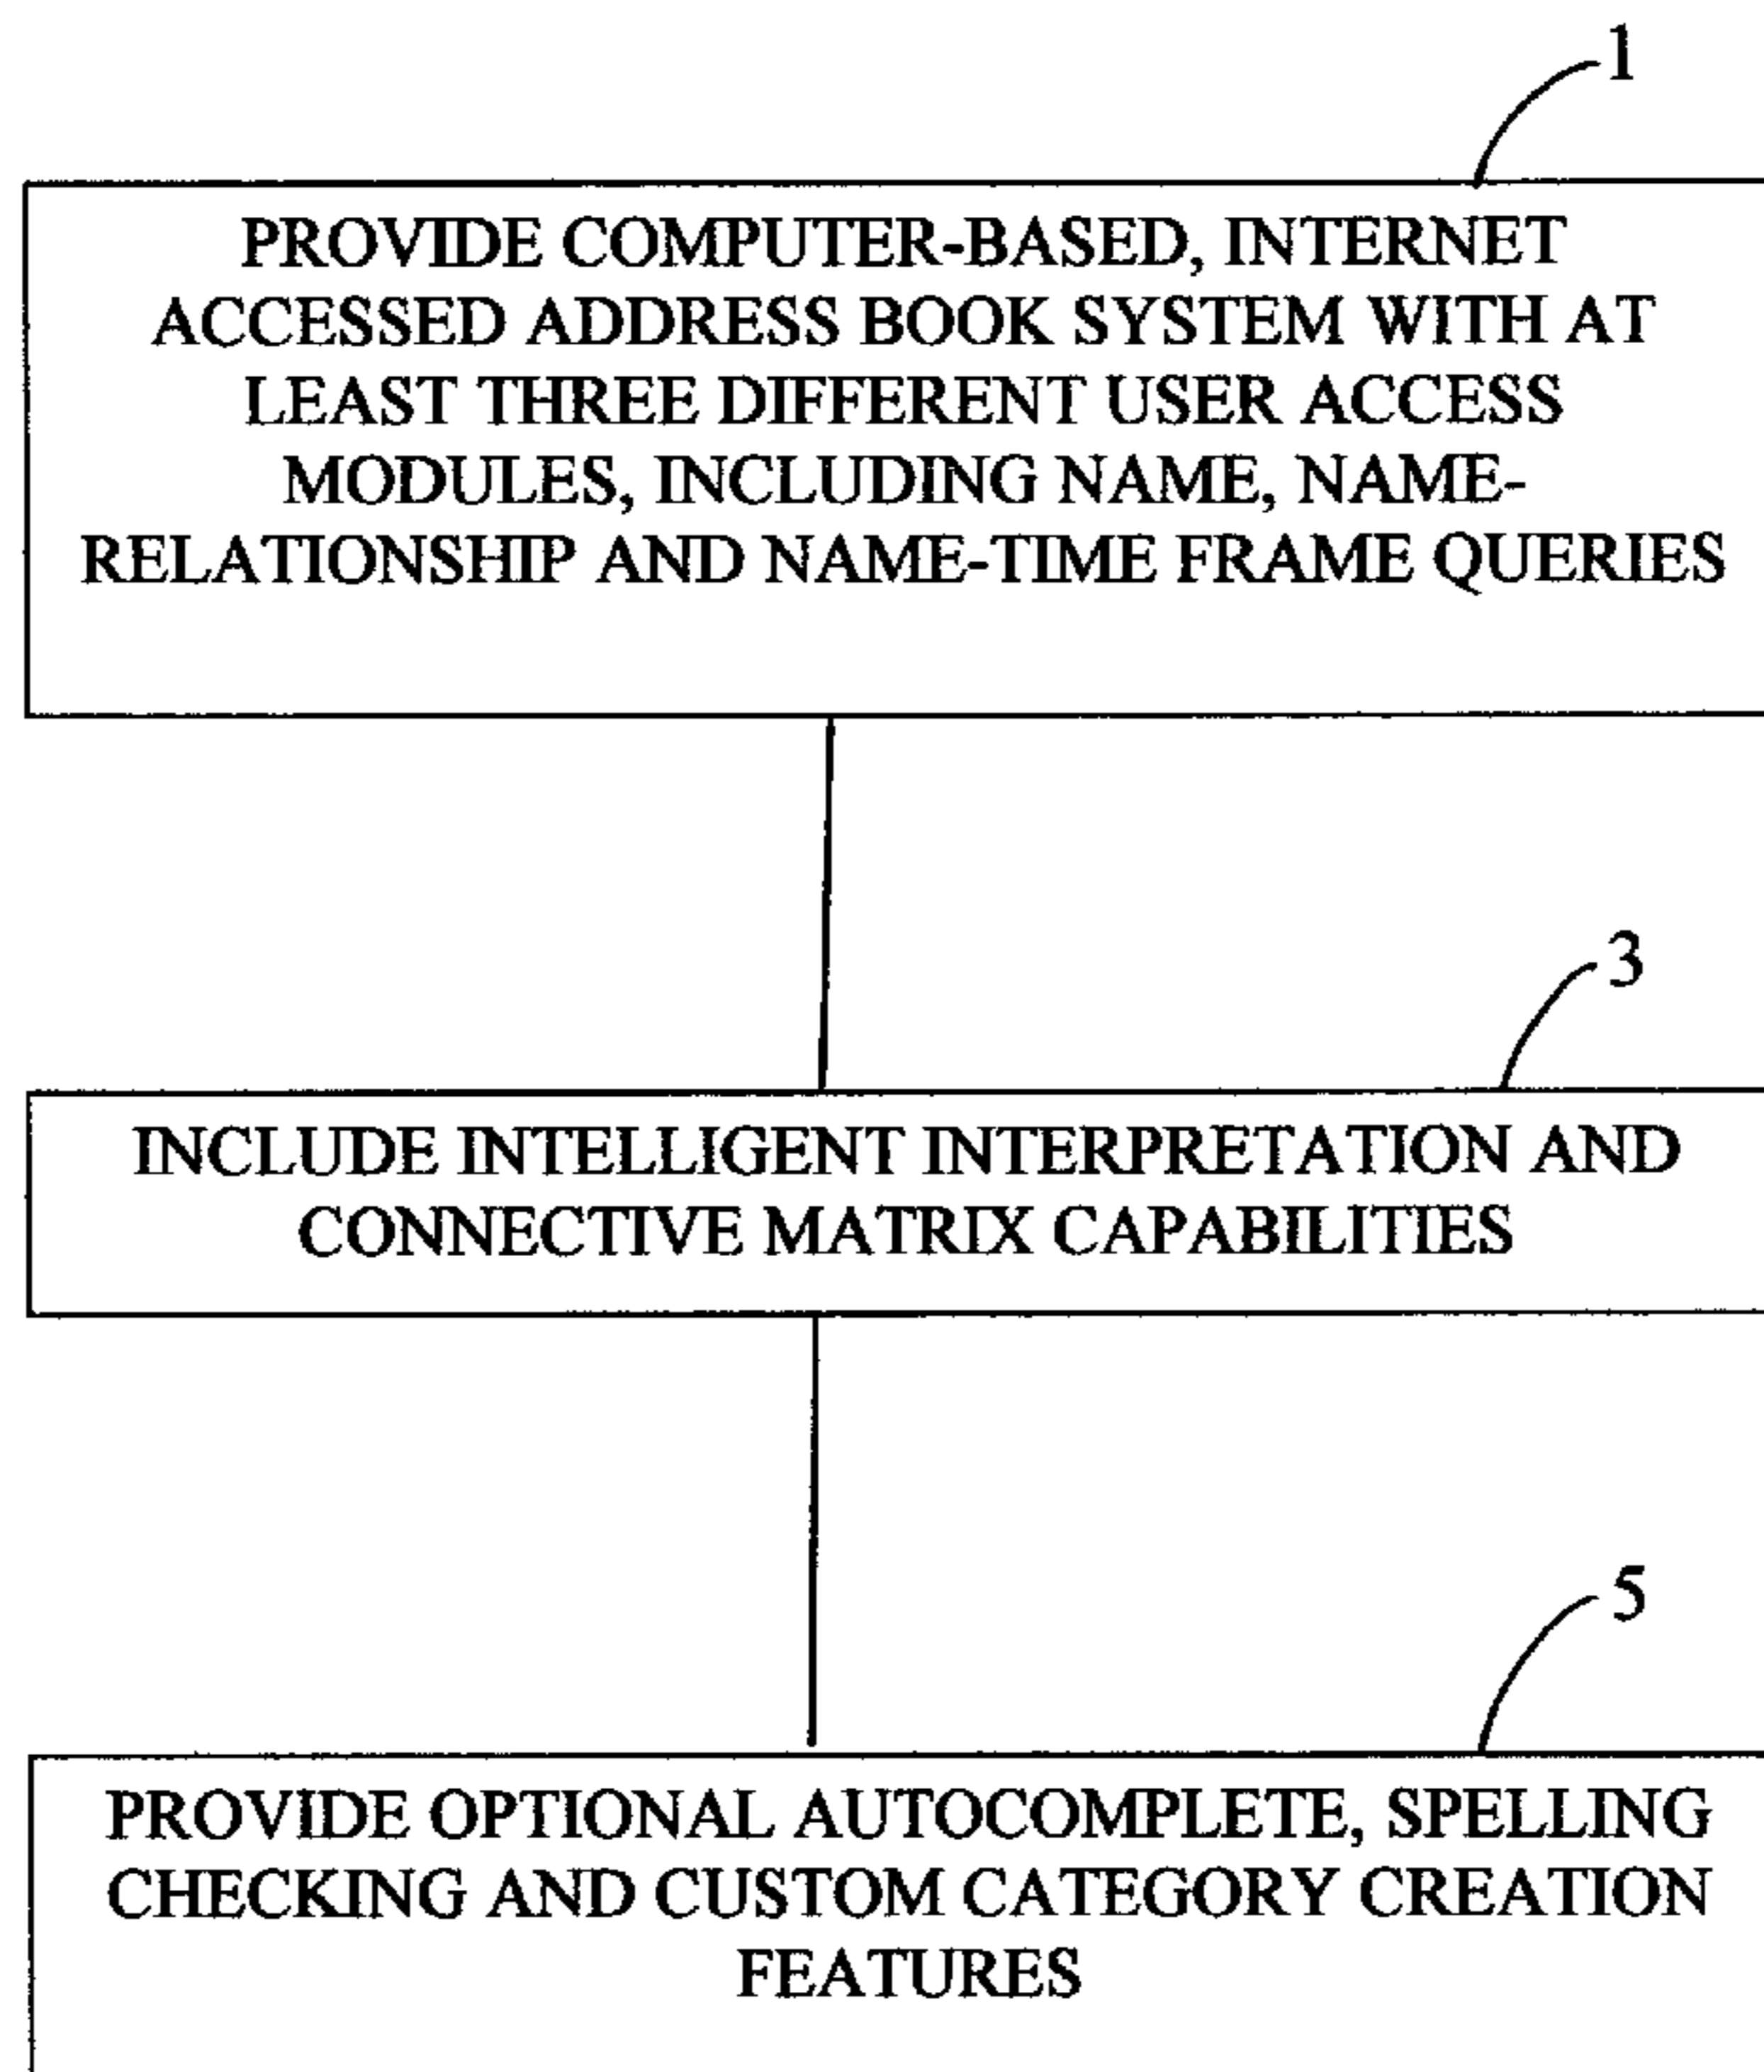 1
PROVIDE COMPUTER-BASED, INTERNET
ACCESSED ADDRESS BOOK SYSTEM WITH AT
LEAST THREE DIFFERENT USER ACCESS
MODULES, INCLUDING NAME, NAME-
RELATIONSHIP AND NAME-TIME FRAME QUERIES
3
INCLUDE INTELLIGENT INTERPRETATION AND
CONNECTIVE MATRIX CAPABILITIES
5
PROVIDE OPTIONAL AUTOCOMPLETE, SPELLING
CHECKING AND CUSTOM CATEGORY CREATION
FEATURES